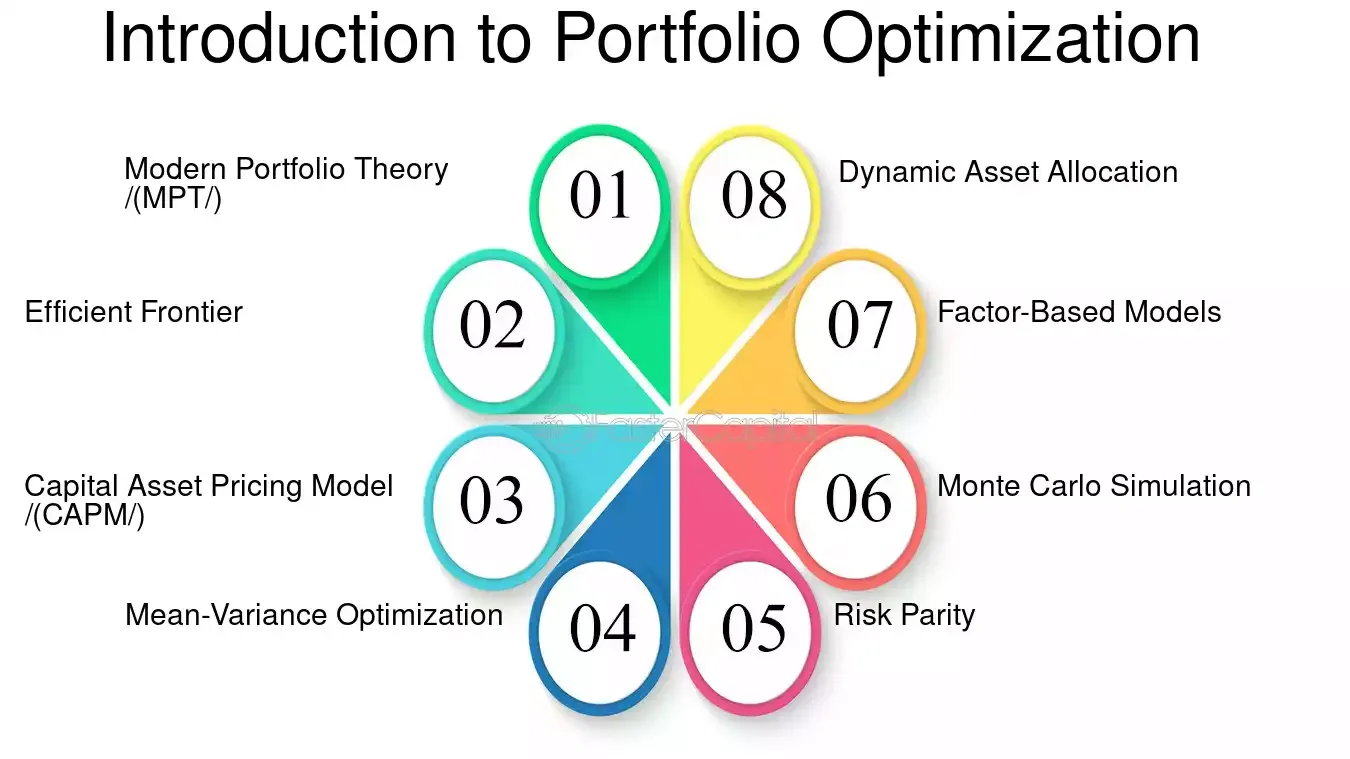 Introduction to Portfolio Optimization
Modern Portfolio Theory
/(MPT/)
01
08
Dynamic Asset Allocation
Efficient Frontier
02
07
Factor-Based Models
FasterCapital
Capital Asset Pricing Model
/(CAPM/)
03
06
Monte Carlo Simulation
Mean-Variance Optimization
04
05
Risk Parity